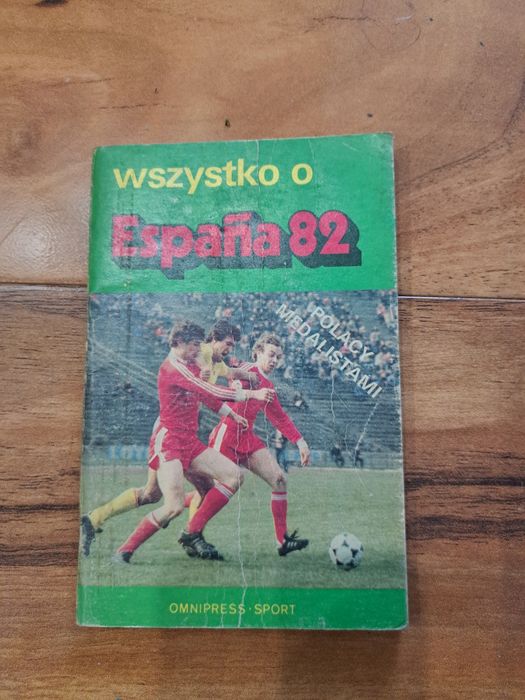 wszystko o
España 82
POLACY
MEDALISTAMI
OMNIPRESS·SPORT